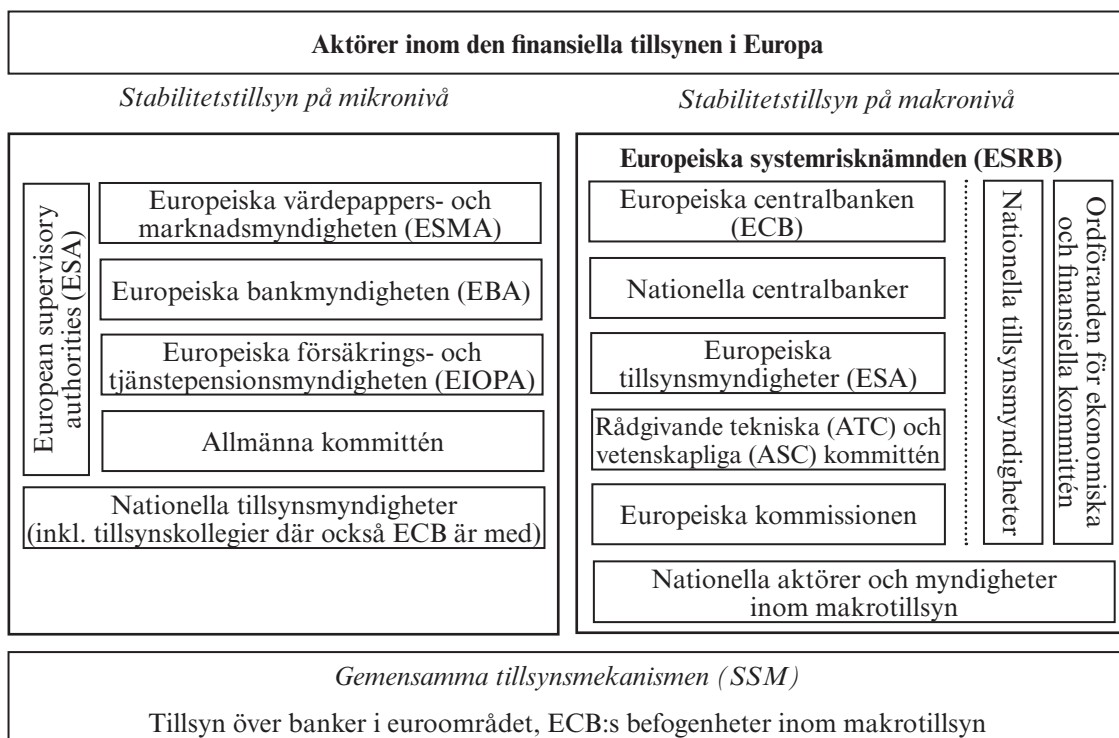 Aktörer inom den finansiella tillsynen i Europa
Stabilitetstillsyn på mikronivå
Stabilitetstillsyn på makronivå
European supervisory
authorities (ESA)
Europeiska värdepappers- och
marknadsmyndigheten (ESMA)
Europeiska bankmyndigheten (EBA)
Europeiska försäkrings- och
tjänstepensionsmyndigheten (EIOPA)
Allmänna kommittén
Nationella tillsynsmyndigheter
(inkl. tillsynskollegier där också ECB är med)
Europeiska systemrisknämnden (ESRB)
Europeiska centralbanken
(ECB)
Nationella centralbanker
Europeiska
tillsynsmyndigheter (ESA)
Rådgivande tekniska (ATC) och
vetenskapliga (ASC) kommittén
Europeiska kommissionen
Nationella tillsynsmyndigheter
Ordföranden för ekonomiska
och finansiella kommittén
Nationella aktörer och myndigheter
inom makrotillsyn
Gemensamma tillsynsmekanismen (SSM)
Tillsyn över banker i euroområdet, ECB:s befogenheter inom makrotillsyn